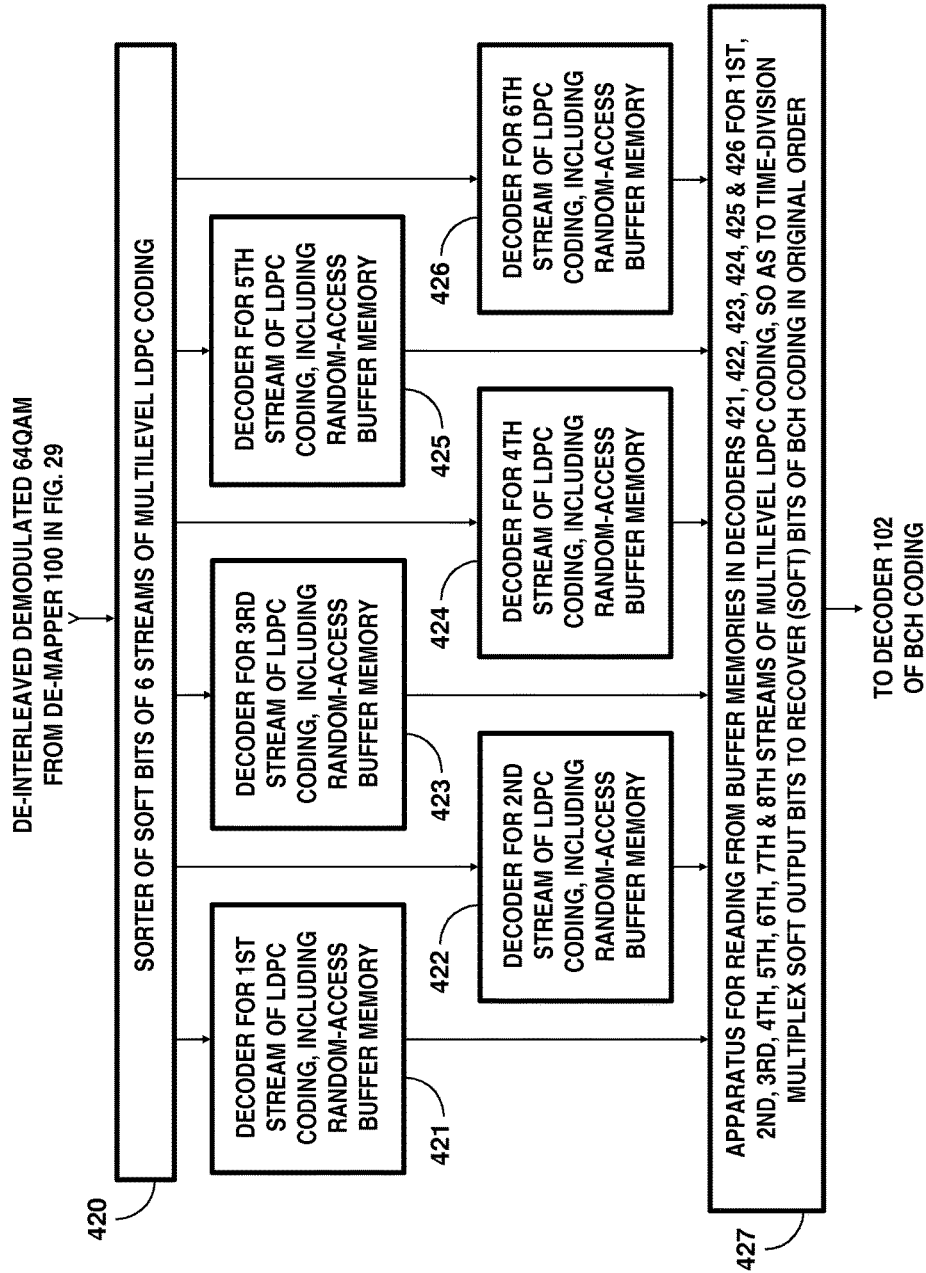 DE-INTERLEAVED DEMODULATED 64QAM
FROM DE-MAPPER 100 IN FIG. 29
420
SORTER OF SOFT BITS OF 6 STREAMS OF MULTILEVEL LDPC CODING
DECODER FOR 1ST
STREAM OF LDPC
CODING, INCLUDING
RANDOM-ACCESS
BUFFER MEMORY
421
DECODER FOR 2ND
STREAM OF LDPC
CODING, INCLUDING
RANDOM-ACCESS
BUFFER MEMORY
422
DECODER FOR 3RD
STREAM OF LDPC
CODING, INCLUDING
RANDOM-ACCESS
BUFFER MEMORY
423
DECODER FOR 4TH
STREAM OF LDPC
CODING, INCLUDING
RANDOM-ACCESS
BUFFER MEMORY
424
DECODER FOR 5TH
STREAM OF LDPC
CODING, INCLUDING
RANDOM-ACCESS
BUFFER MEMORY
425
DECODER FOR 6TH
STREAM OF LDPC
CODING, INCLUDING
RANDOM-ACCESS
BUFFER MEMORY
426
APPARATUS FOR READING FROM BUFFER MEMORIES IN DECODERS 421, 422, 423, 424, 425 & 426 FOR 1ST,
2ND, 3RD, 4TH, 5TH, 6TH, 7TH & 8TH STREAMS OF MULTILEVEL LDPC CODING, SO AS TO TIME-DIVISION
MULTIPLEX SOFT OUTPUT BITS TO RECOVER (SOFT) BITS OF BCH CODING IN ORIGINAL ORDER
427
TO DECODER 102
OF BCH CODING